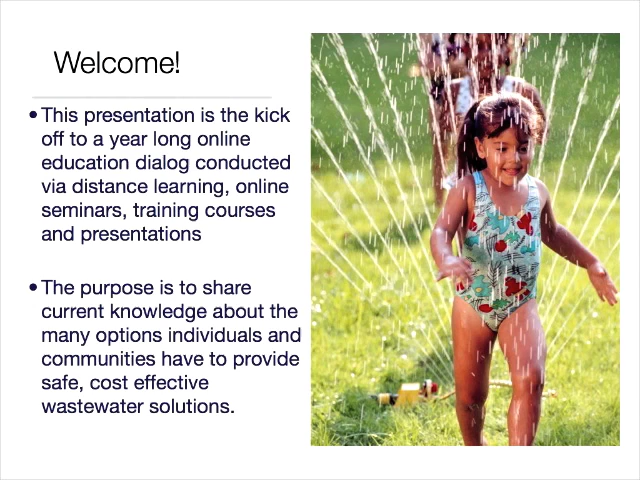 Welcome!
•This presentation is the kick
off to a year long online
education dialog conducted
via distance learning, online
seminars, training courses
and presentations
•The purpose is to share
current knowledge about the
many options individuals and
communities have to provide
safe, cost effective
wastewater solutions.